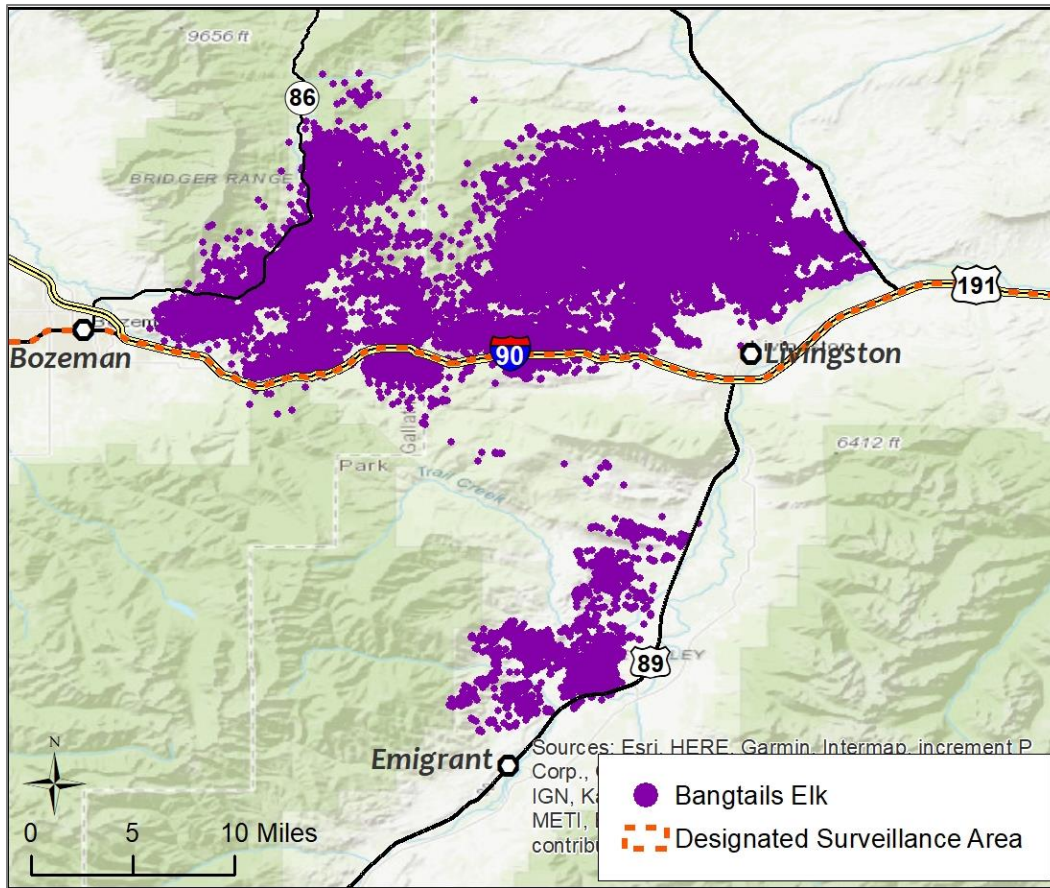 9656 ft
86
BRIDGER RANGE
191
Bozeman
90
Livingston
6412 ft
Park
Trail Creek
89
Emigrant
Sources: Esri, HERE, Garmin, Intermap, increment P
Corp.,
IGN,
METI,
N
0 5 10 Miles
Bangtails Elk
Designated Surveillance Area